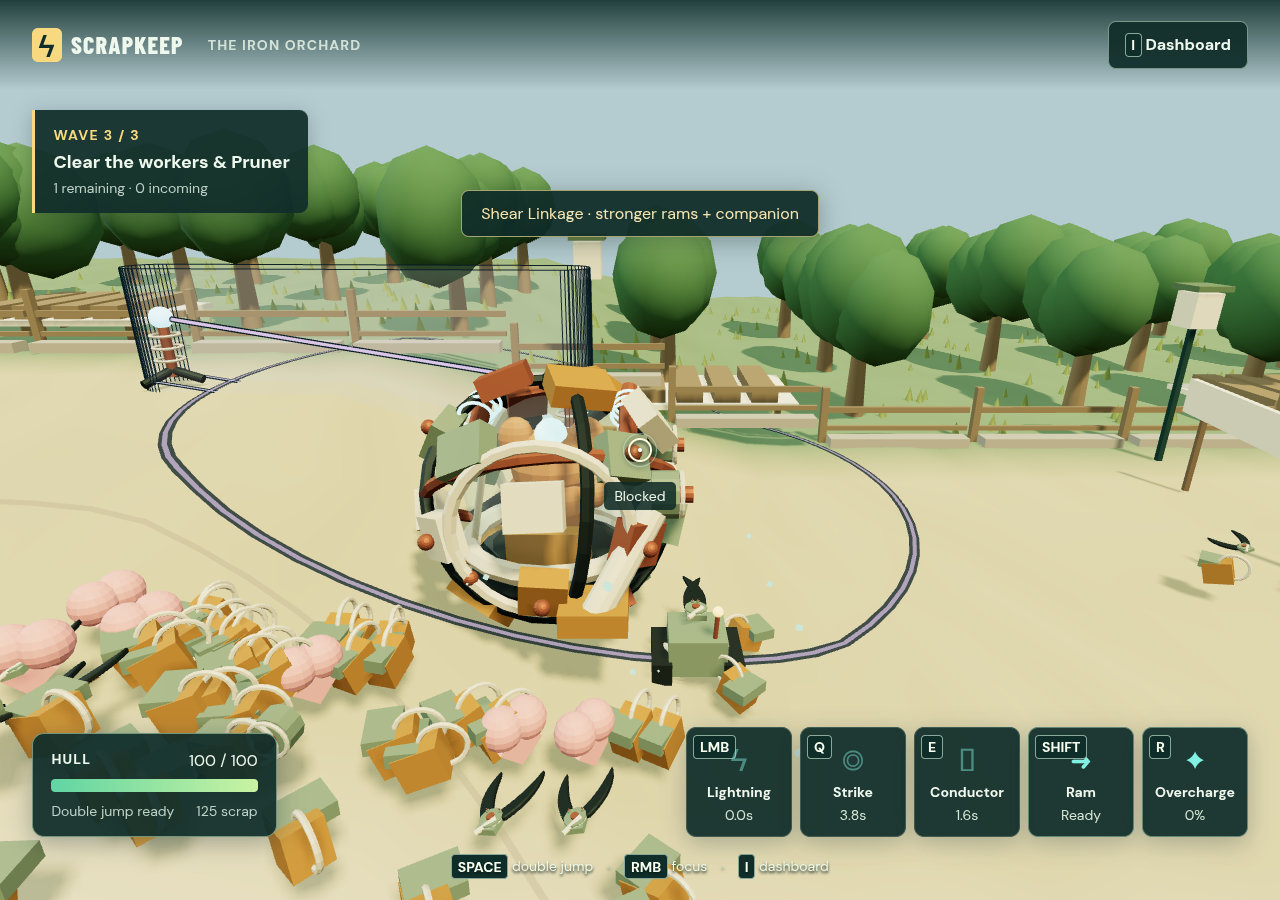 SCRAPKEEP
THE IRON ORCHARD
I Dashboard
WAVE 3 / 3
Clear the workers & Pruner
1 remaining · 0 incoming
Shear Linkage · stronger rams + companion
Blocked
HULL 100 / 100
Double jump ready 125 scrap
LMB
Lightning
0.0s
Q
Strike
3.8s
E
Conductor
1.6s
SHIFT
Ram
Ready
R
Overcharge
0%
SPACE double jump · RMB focus · I dashboard